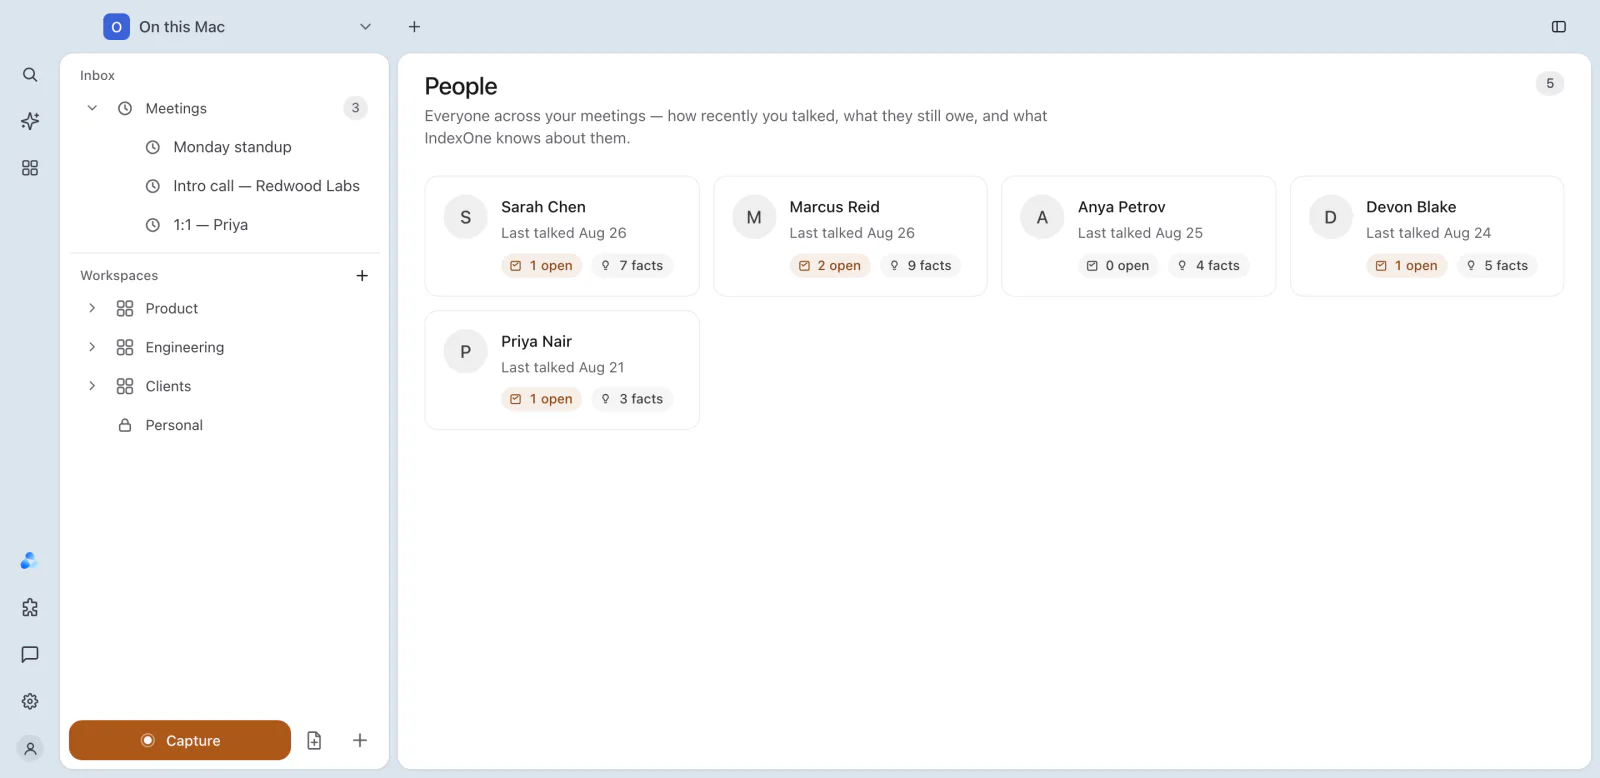 O On this Mac
Inbox
Meetings 3
Monday standup
Intro call — Redwood Labs
1:1 — Priya
Workspaces
Product
Engineering
Clients
Personal
Capture
People 5
Everyone across your meetings — how recently you talked, what they still owe, and what
IndexOne knows about them.
S
Sarah Chen
Last talked Aug 26
1 open 7 facts
M
Marcus Reid
Last talked Aug 26
2 open 9 facts
A
Anya Petrov
Last talked Aug 25
0 open 4 facts
D
Devon Blake
Last talked Aug 24
1 open 5 facts
P
Priya Nair
Last talked Aug 21
1 open 3 facts